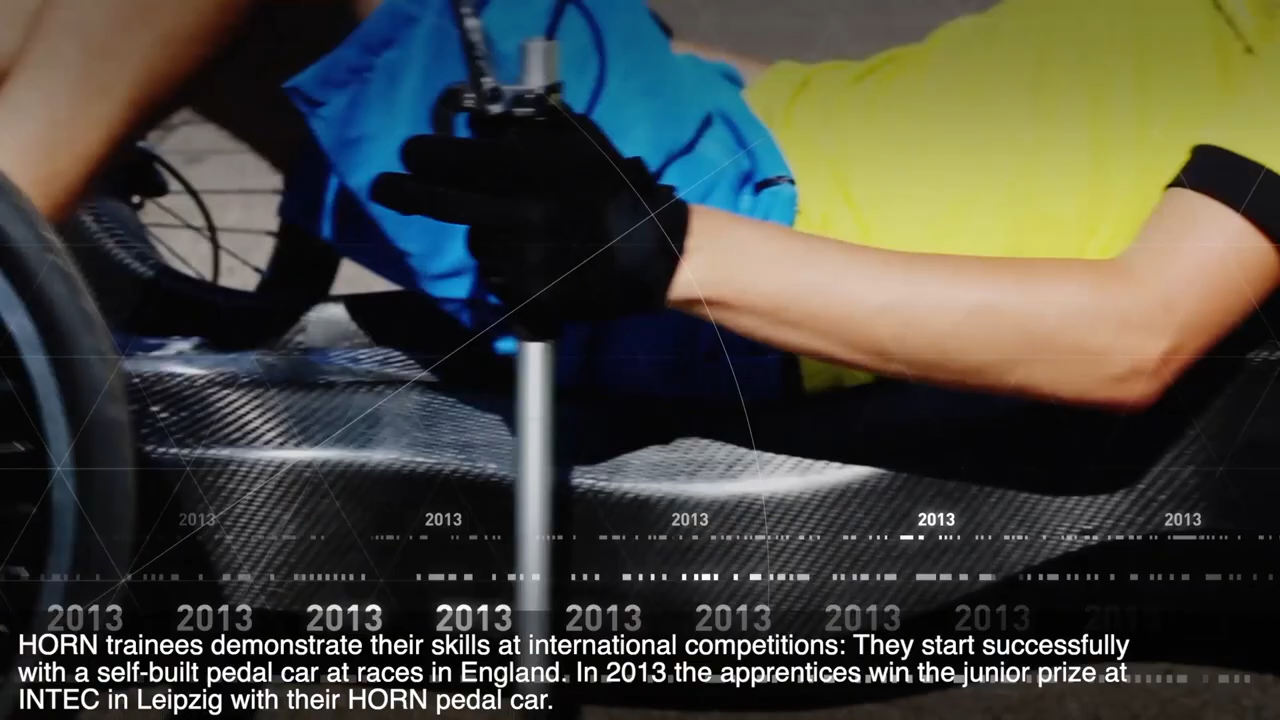 2013 2013 2013 2013 2013
2013 2013 2013 2013 2013 2013 2013 2013 2013
HORN trainees demonstrate their skills at international competitions: They start successfully
with a self-built pedal car at races in England. In 2013 the apprentices win the junior prize at
INTEC in Leipzig with their HORN pedal car.